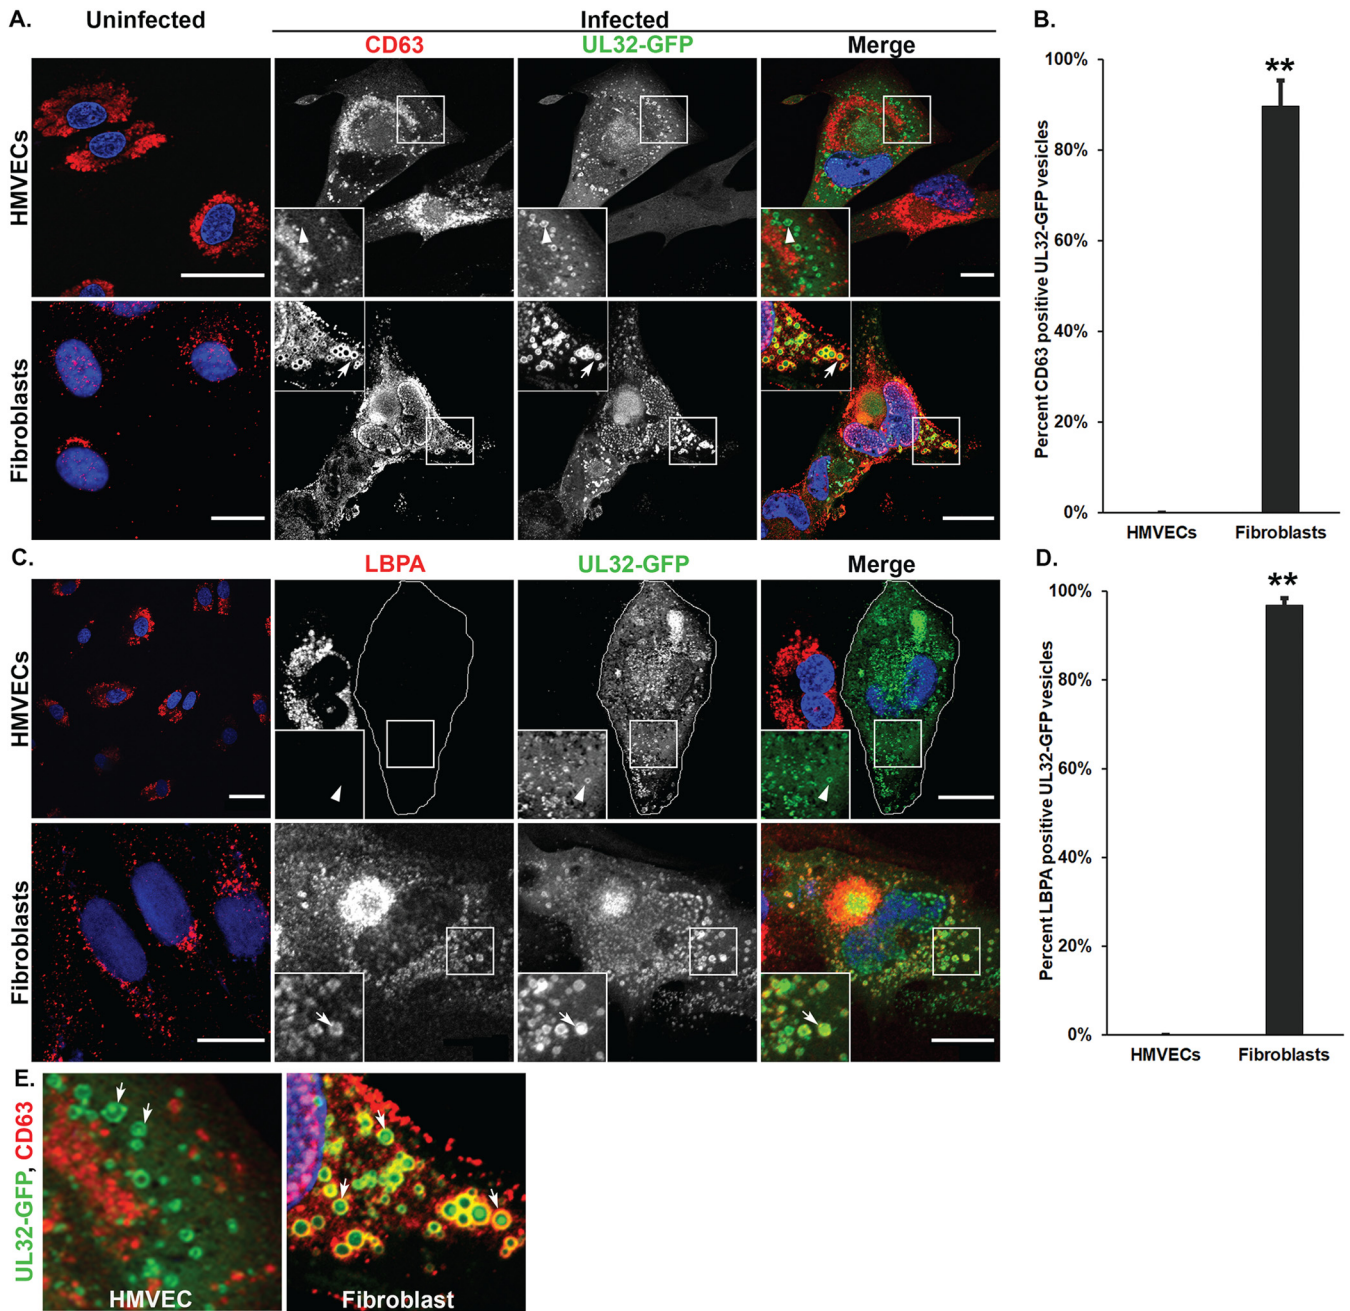 A.
Uninfected
Infected
CD63
UL32-GFP
Merge
HMVECs
Fibroblasts
B.
Percent CD63 positive UL32-GFP vesicles
100%
80%
60%
40%
20%
0%
**
HMVECs
Fibroblasts
C.
LBPA
UL32-GFP
Merge
HMVECs
Fibroblasts
D.
Percent LBPA positive UL32-GFP vesicles
100%
80%
60%
40%
20%
0%
**
HMVECs
Fibroblasts
E.
UL32-GFP, CD63
HMVEC
Fibroblast